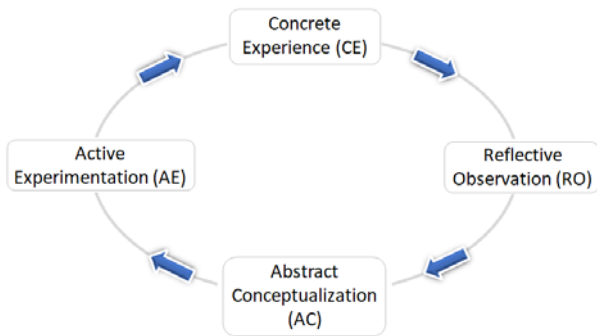 Concrete
Experience (CE)
Active
Experimentation (AE)
Reflective
Observation (RO)
Abstract
Conceptualization
(AC)